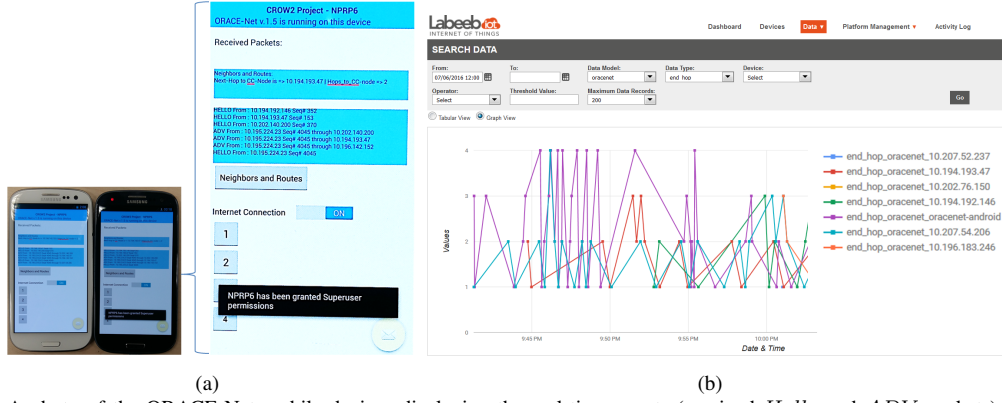 CROW2 Project - NPRP6
ORACE-Net v.1.5 is running on this device
Received Packets:
Neighbors and Routes:
Next-Hop to CC-Node is => 10.194.193.47 | Hops_to_CC-node => 2
HELLO From : 10.194.192.146 Seq# 352
HELLO From : 10.194.193.47 Seq# 153
HELLO From : 10.202.140.200 Seq# 370
ADV From : 10.195.224.23 Seq# 4045 through 10.202.140.200
ADV From : 10.195.224.23 Seq# 4045 through 10.194.193.47
ADV From : 10.195.224.23 Seq# 4045 through 10.196.142.152
HELLO From : 10.195.224.23 Seq# 4045
Neighbors and Routes
Internet Connection ON
1
2
NPRP6 has been granted Superuser
permissions
4
SAMSUNG
(a)
Labeeb iot
INTERNET OF THINGS
Dashboard Devices Data ▾ Platform Management ▾ Activity Log
SEARCH DATA
From: To: Data Model: Data Type: Device:
07/06/2016 12:00 oracenet end_hop Select
Operator: Threshold Value: Maximum Data Records:
Select 200 Go
Tabular View Graph View
4
3
2
1
0
Values
9:45 PM 9:50 PM 9:55 PM 10:00 PM
Date & Time
end_hop_oracenet_10.207.52.237
end_hop_oracenet_10.194.193.47
end_hop_oracenet_10.202.76.150
end_hop_oracenet_10.194.192.146
end_hop_oracenet_oracenet-android
end_hop_oracenet_10.207.54.206
end_hop_oracenet_10.196.183.246
(b)